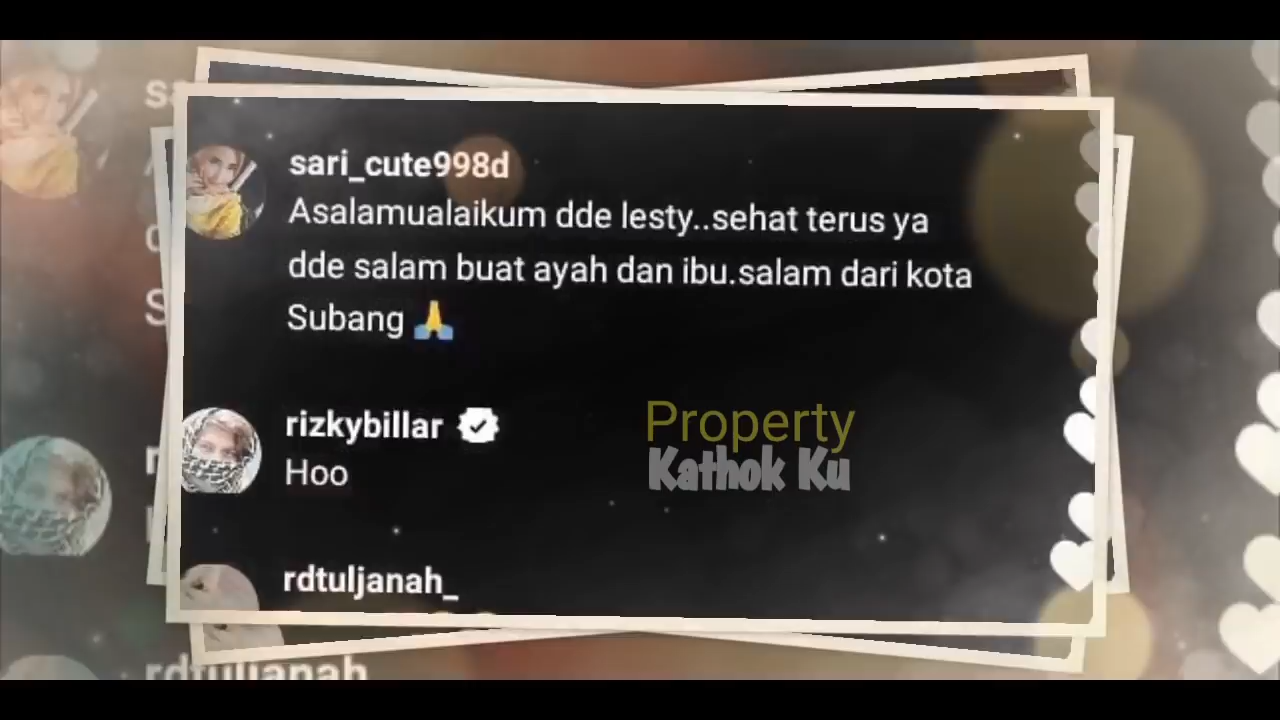 sari_cute998d
Asalamualaikum dde lesty..sehat terus ya
dde salam buat ayah dan ibu.salam dari kota
Subang 🙏
rizkybillar
Hoo
Property
Kathok Ku
rdtuljanah_
rdtuljanah